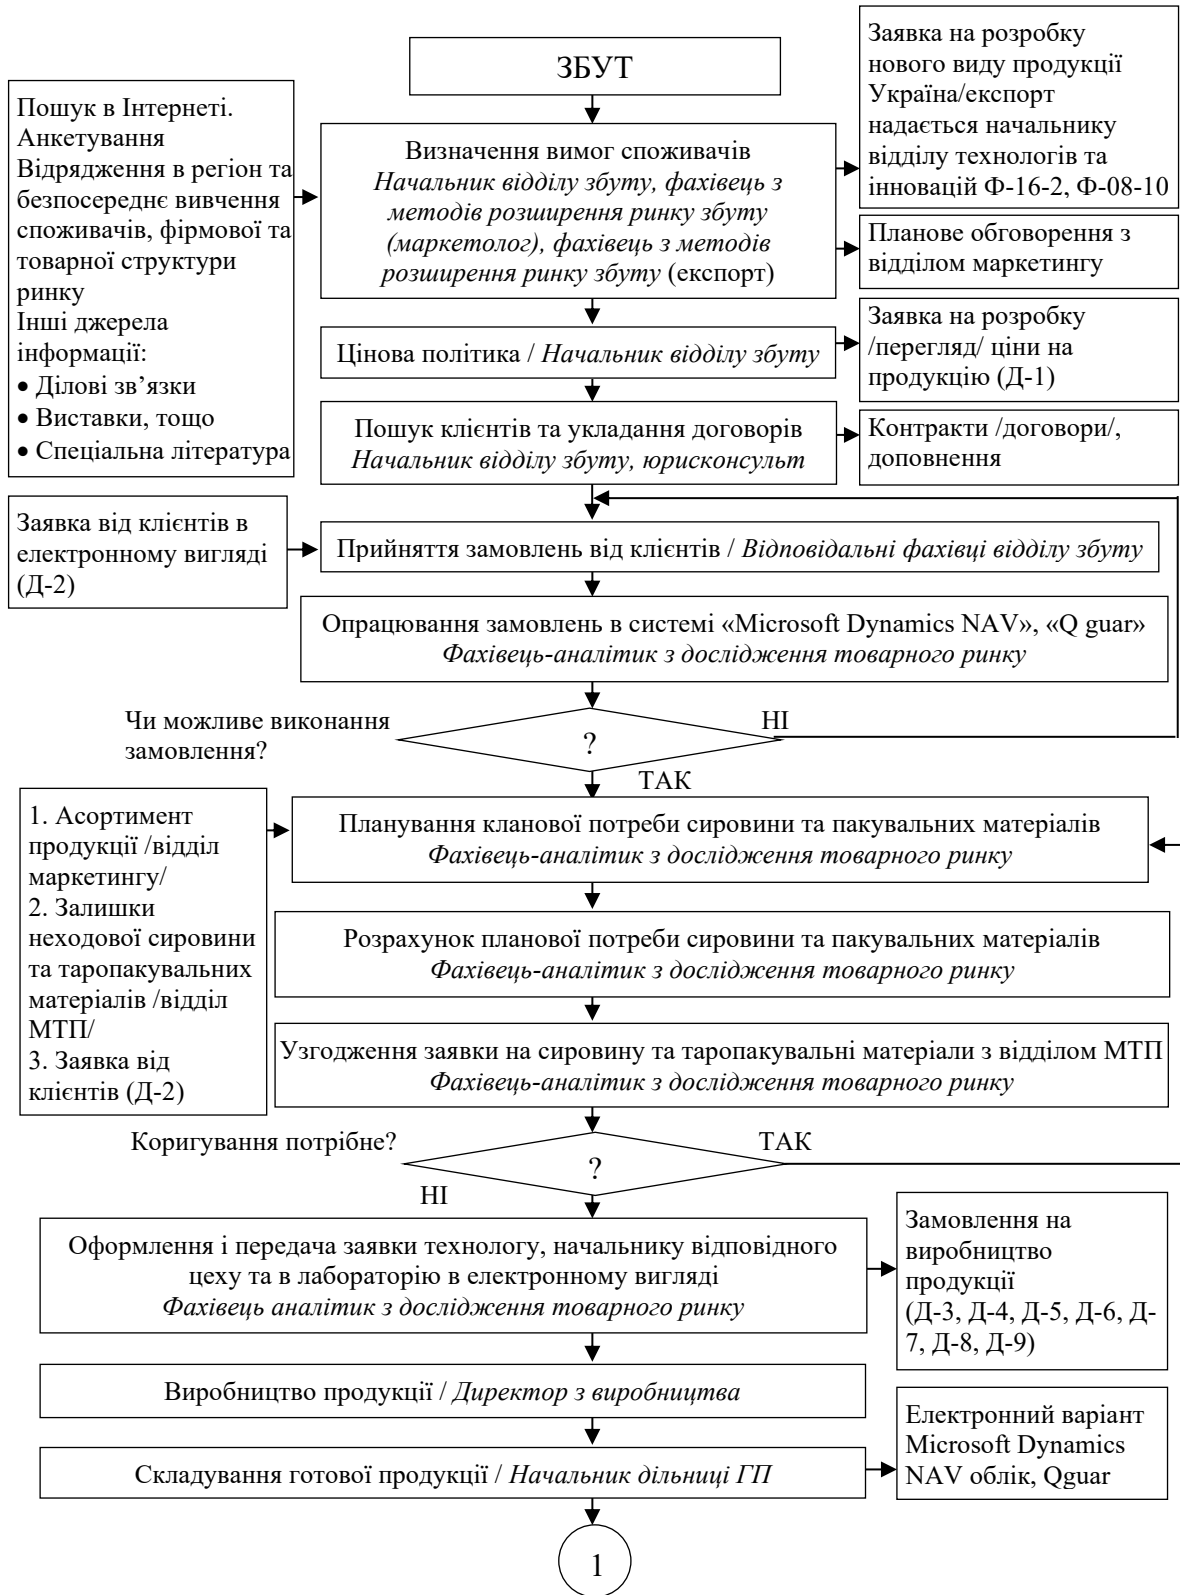 ЗБУТ
Пошук в Інтернеті.
Анкетування
Відрядження в регіон та
безпосереднє вивчення
споживачів, фірмової та
товарної структури
ринку
Інші джерела
інформації:
• Ділові зв’язки
• Виставки, тощо
• Спеціальна література
Визначення вимог споживачів
Начальник відділу збуту, фахівець з
методів розширення ринку збуту
(маркетолог), фахівець з методів
розширення ринку збуту (експорт)
Заявка на розробку
нового виду продукції
Україна/експорт
надається начальнику
відділу технологів та
інновацій Ф-16-2, Ф-08-10
Планове обговорення з
відділом маркетингу
Цінова політика / Начальник відділу збуту
Заявка на розробку
/перегляд/ ціни на
продукцію (Д-1)
Пошук клієнтів та укладання договорів
Начальник відділу збуту, юрисконсульт
Контракти /договори/,
доповнення
Заявка від клієнтів в
електронному вигляді
(Д-2)
Прийняття замовлень від клієнтів / Відповідальні фахівці відділу збуту
Опрацювання замовлень в системі «Microsoft Dynamics NAV», «Q guar»
Фахівець-аналітик з дослідження товарного ринку
Чи можливе виконання
замовлення?
?
НІ
ТАК
1. Асортимент
продукції /відділ
маркетингу/
2. Залишки
неходової сировини
та таропакувальних
матеріалів /відділ
МТП/
3. Заявка від
клієнтів (Д-2)
Планування кланової потреби сировини та пакувальних матеріалів
Фахівець-аналітик з дослідження товарного ринку
Розрахунок планової потреби сировини та пакувальних матеріалів
Фахівець-аналітик з дослідження товарного ринку
Узгодження заявки на сировину та таропакувальні матеріали з відділом МТП
Фахівець-аналітик з дослідження товарного ринку
Коригування потрібне?
?
ТАК
НІ
Оформлення і передача заявки технологу, начальнику відповідного
цеху та в лабораторію в електронному вигляді
Фахівець аналітик з дослідження товарного ринку
Замовлення на
виробництво
продукції
(Д-3, Д-4, Д-5, Д-6, Д-
7, Д-8, Д-9)
Виробництво продукції / Директор з виробництва
Складування готової продукції / Начальник дільниці ГП
Електронний варіант
Microsoft Dynamics
NAV облік, Qguar
1